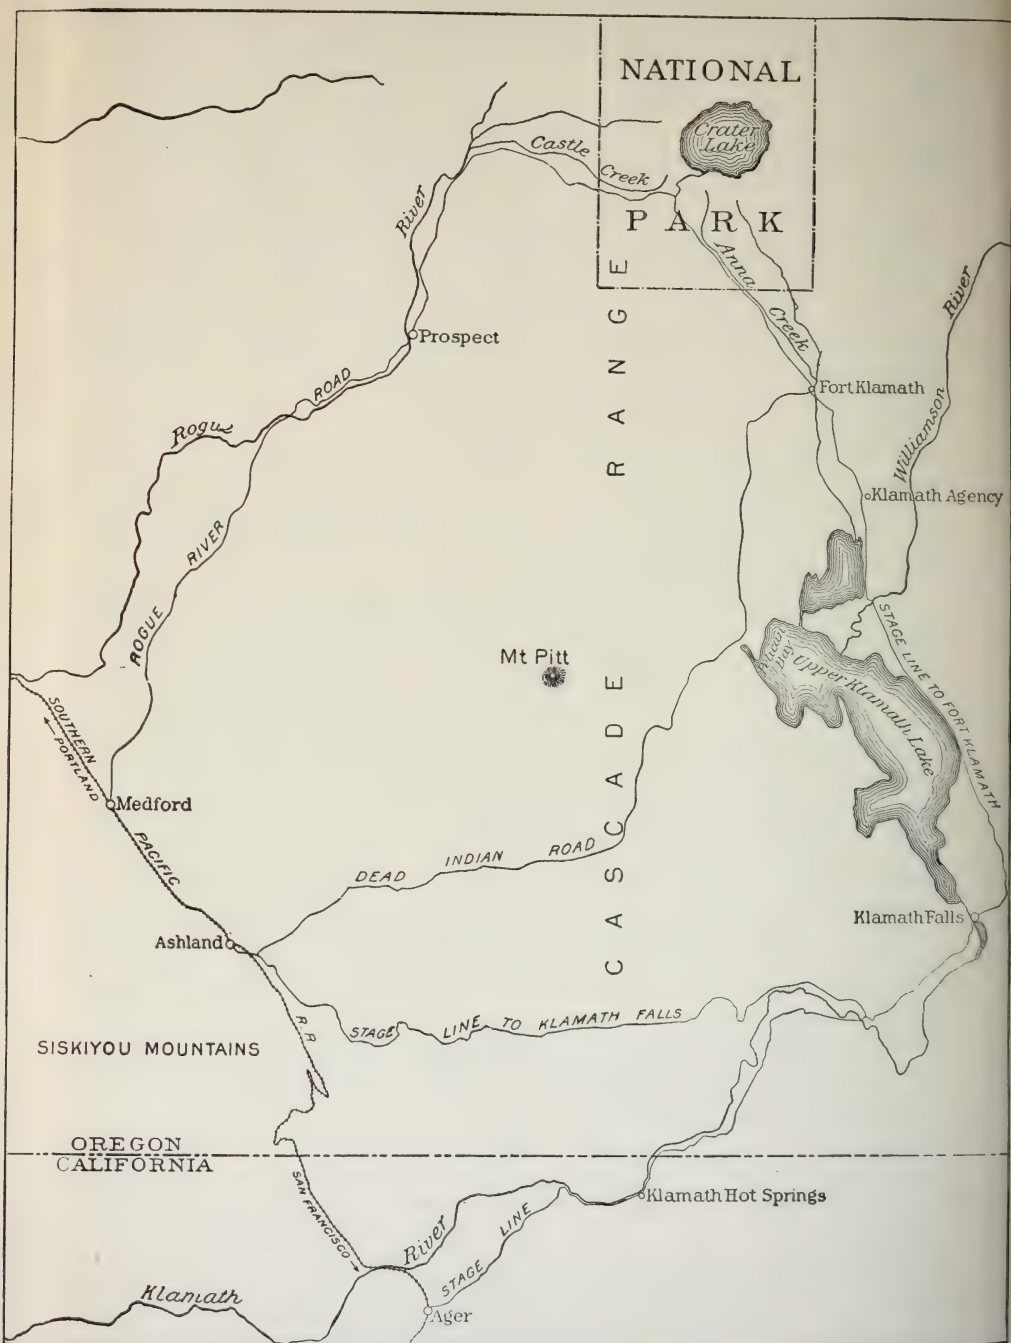 NATIONAL
Crater
Lake
PARK
Castle
Creek
River
Anna
Creek
River
Prospect
ROAD
Fort Klamath
Rogue
Williamson
Klamath Agency
RIVER
ROGUE
CASCADE RANGE
Mt Pitt
Pelican
Bay
Upper Klamath Lake
STAGE LINE TO FORT KLAMATH
SOUTHERN
PORTLAND
Medford
PACIFIC
DEAD INDIAN ROAD
Klamath Falls
Ashland
R.R
STAGE LINE TO KLAMATH FALLS
SISKIYOU MOUNTAINS
OREGON
CALIFORNIA
SAN FRANCISCO
Klamath Hot Springs
River
STAGE LINE
Klamath
Ager